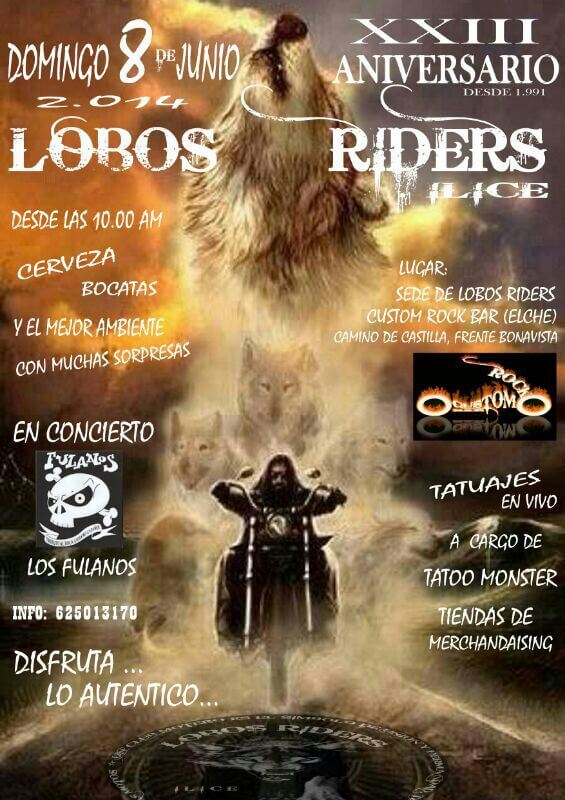 DOMINGO 8 DE JUNIO
2.014
XXIII
ANIVERSARIO
DESDE 1.991
LOBOS RIDERS
ILICE
DESDE LAS 10.00 AM
CERVEZA
BOCATAS
Y EL MEJOR AMBIENTE
CON MUCHAS SORPRESAS
LUGAR:
SEDE DE LOBOS RIDERS
CUSTOM ROCK BAR (ELCHE)
CAMINO DE CASTILLA, FRENTE BONAVISTA
ROCK
CUSTOM
EN CONCIERTO
FULANOS
LOS FULANOS
INFO: 625013170
DISFRUTA ...
LO AUTENTICO...
TATUAJES
EN VIVO
A CARGO DE
TATOO MONSTER
TIENDAS DE
MERCHANDAISING
LOBOS RIDERS
ILICE